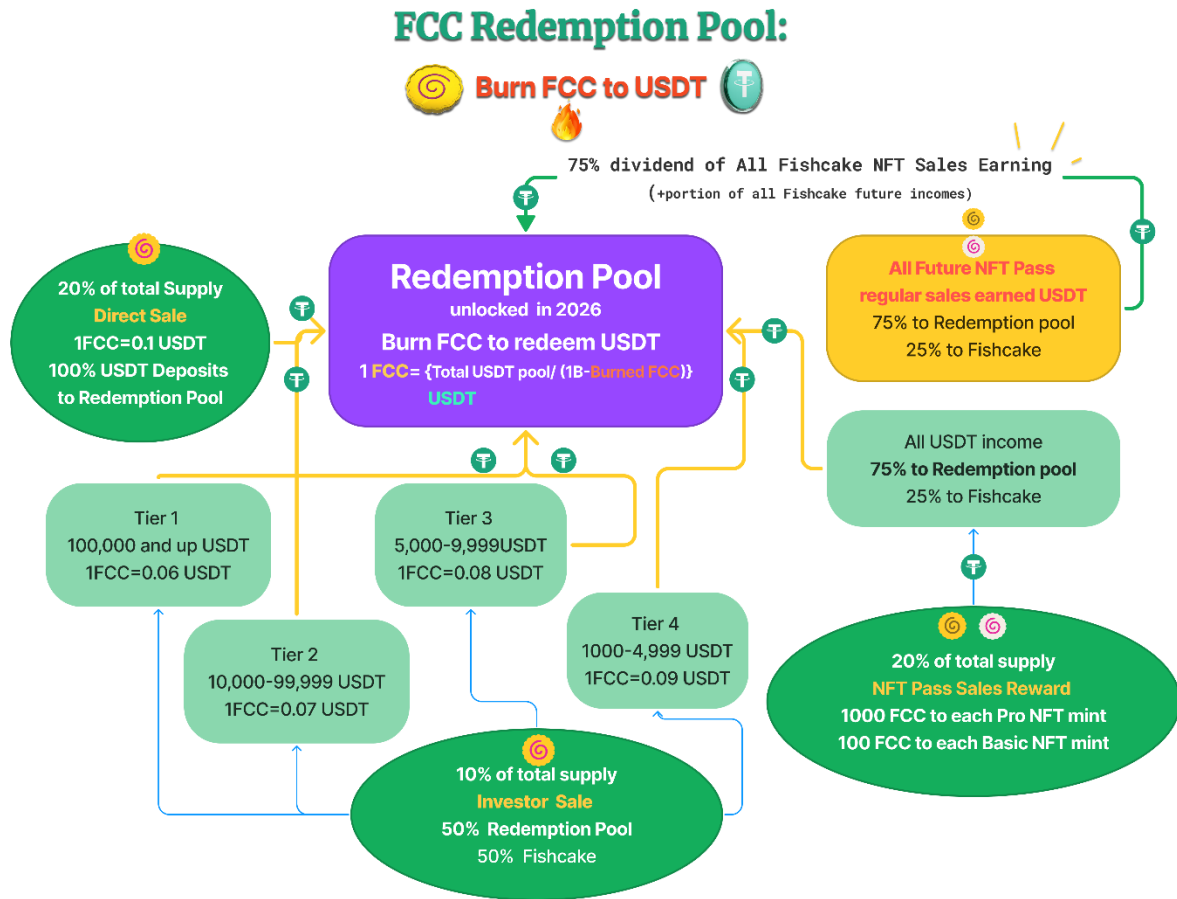 FCC Redemption Pool:
Burn FCC to USDT
75% dividend of All Fishcake NFT Sales Earning
(+portion of all Fishcake future incomes)
20% of total Supply
Direct Sale
1FCC=0.1 USDT
100% USDT Deposits
to Redemption Pool
Redemption Pool
unlocked in 2026
Burn FCC to redeem USDT
1 FCC= {Total USDT pool/ (1B-Burned FCC)}
USDT
All Future NFT Pass
regular sales earned USDT
75% to Redemption pool
25% to Fishcake
All USDT income
75% to Redemption pool
25% to Fishcake
Tier 1
100,000 and up USDT
1FCC=0.06 USDT
Tier 3
5,000-9,999USDT
1FCC=0.08 USDT
Tier 2
10,000-99,999 USDT
1FCC=0.07 USDT
Tier 4
1000-4,999 USDT
1FCC=0.09 USDT
20% of total supply
NFT Pass Sales Reward
1000 FCC to each Pro NFT mint
100 FCC to each Basic NFT mint
10% of total supply
Investor Sale
50% Redemption Pool
50% Fishcake